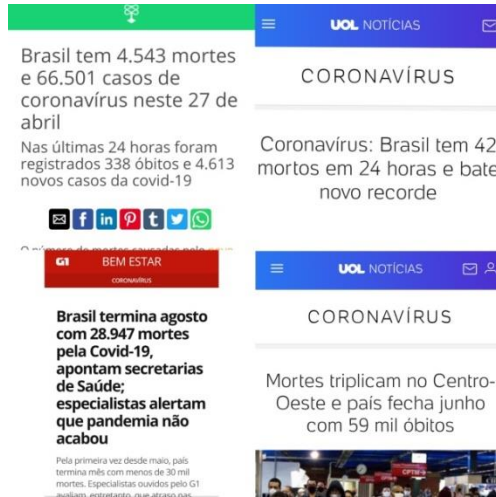 Brasil tem 4.543 mortes
e 66.501 casos de
coronavírus neste 27 de
abril
Nas últimas 24 horas foram
registrados 338 óbitos e 4.613
novos casos da covid-19
UOL NOTÍCIAS
CORONAVÍRUS
Coronavírus: Brasil tem 42
mortos em 24 horas e bate
novo recorde
G1 BEM ESTAR
CORONAVÍRUS
Brasil termina agosto
com 28.947 mortes
pela Covid-19,
apontam secretarias
de Saúde;
especialistas alertam
que pandemia não
acabou
Pela primeira vez desde maio, país
termina mês com menos de 30 mil
mortes. Especialistas ouvidos pelo G1
avaliam, entretanto, que atraso nas
UOL NOTÍCIAS
CORONAVÍRUS
Mortes triplicam no Centro-
Oeste e país fecha junho
com 59 mil óbitos